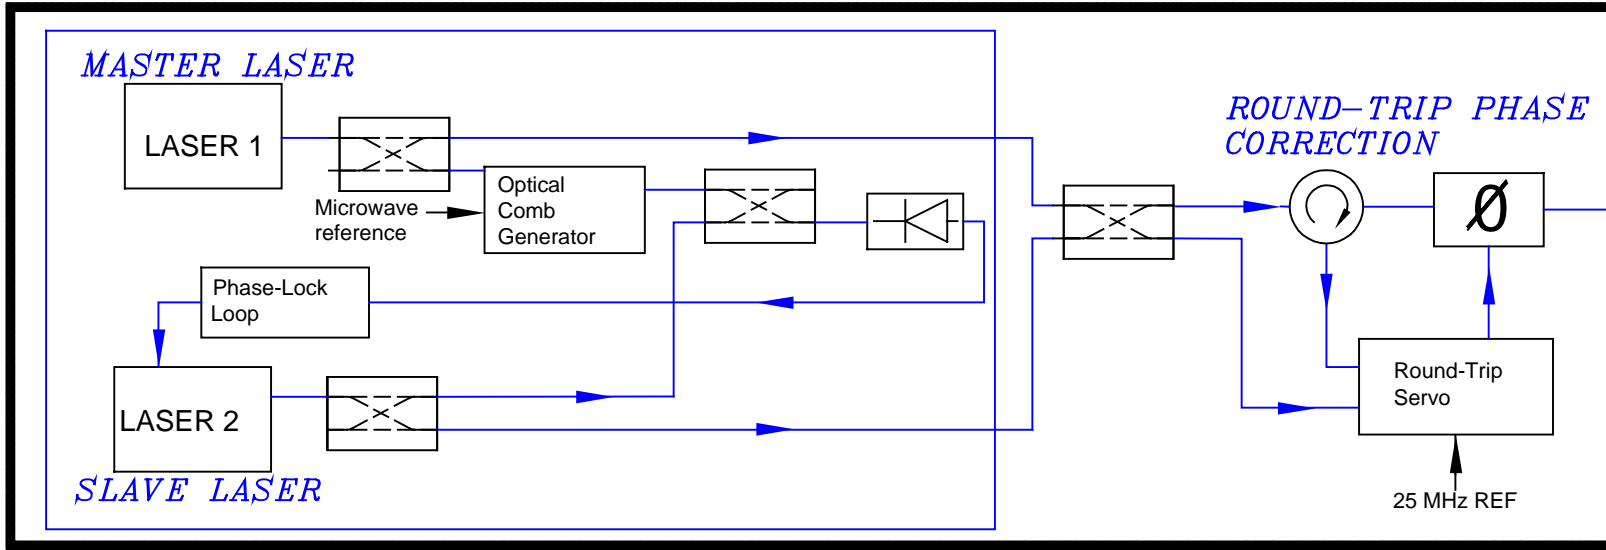 MASTER LASER
LASER 1
Microwave
reference
Optical
Comb
Generator
Phase-Lock
Loop
LASER 2
SLAVE LASER
ROUND-TRIP PHASE
CORRECTION
Ø
Round-Trip
Servo
25 MHz REF